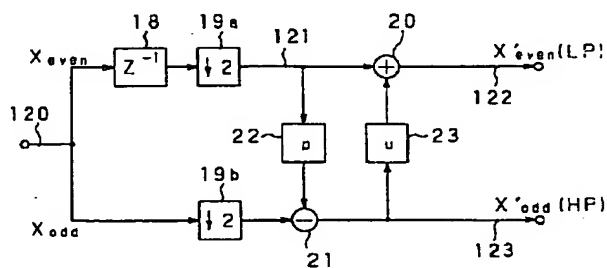 18
19a
20
Xeven
Z⁻¹
↓2
121
+
X'even(LP)
120
122
22
p
u
23
19b
Xodd
↓2
−
X'odd(HP)
21
123